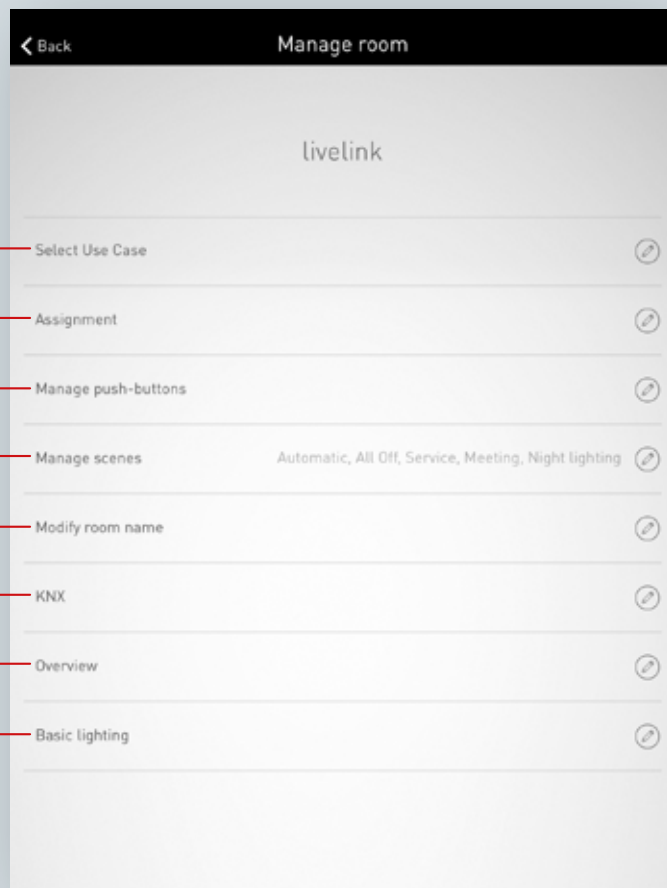 Back
Manage room
livelink
Select Use Case
Assignment
Manage push-buttons
Manage scenes
Automatic, All Off, Service, Meeting, Night lighting
Modify room name
KNX
Overview
Basic lighting